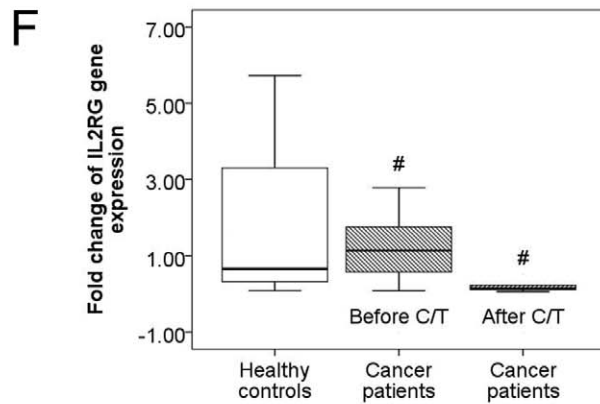 F
Fold change of IL2RG gene
expression
7.00
5.00
3.00
1.00
-1.00
#
#
Before C/T
After C/T
Healthy
controls
Cancer
patients
Cancer
patients